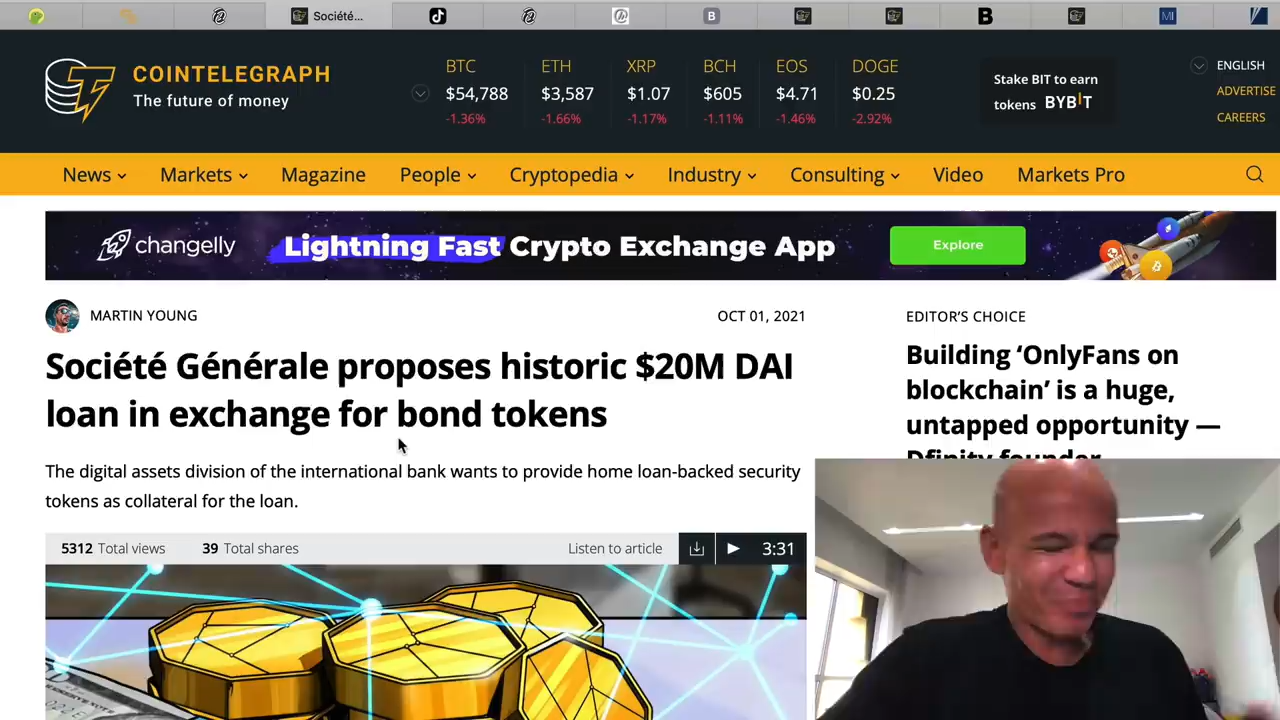 Société...
B
B
MI
COINTELEGRAPH
The future of money
BTC
$54,788
-1.36%
ETH
$3,587
-1.66%
XRP
$1.07
-1.17%
BCH
$605
-1.11%
EOS
$4.71
-1.46%
DOGE
$0.25
-2.92%
Stake BIT to earn
tokens BYBIT
ENGLISH
ADVERTISE
CAREERS
News
Markets
Magazine
People
Cryptopedia
Industry
Consulting
Video
Markets Pro
changelly
Lightning Fast Crypto Exchange App
Explore
MARTIN YOUNG
OCT 01, 2021
Société Générale proposes historic $20M DAI
loan in exchange for bond tokens
The digital assets division of the international bank wants to provide home loan-backed security
tokens as collateral for the loan.
5312 Total views
39 Total shares
Listen to article
3:31
EDITOR'S CHOICE
Building ‘OnlyFans on
blockchain’ is a huge,
untapped opportunity —
Dfinity founder